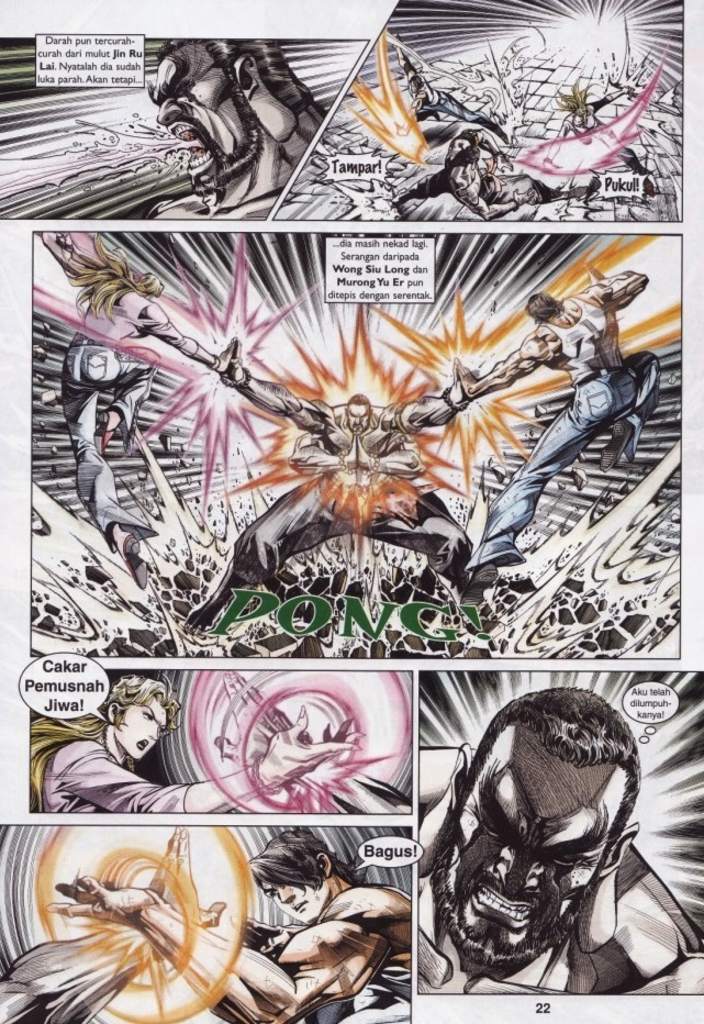 Darah pun tercurah-
curah dari mulut Jin Ru
Lai. Nyatalah dia sudah
luka parah. Akan tetapi...
Tampar!
Pukul!
...dia masih nekad lagi.
Serangan daripada
Wong Siu Long dan
Murong Yu Er pun
ditepis dengan serentak.
PONG!
Cakar
Pemusnah
Jiwa!
Aku telah
dilumpuh-
kanya!
Bagus!
22